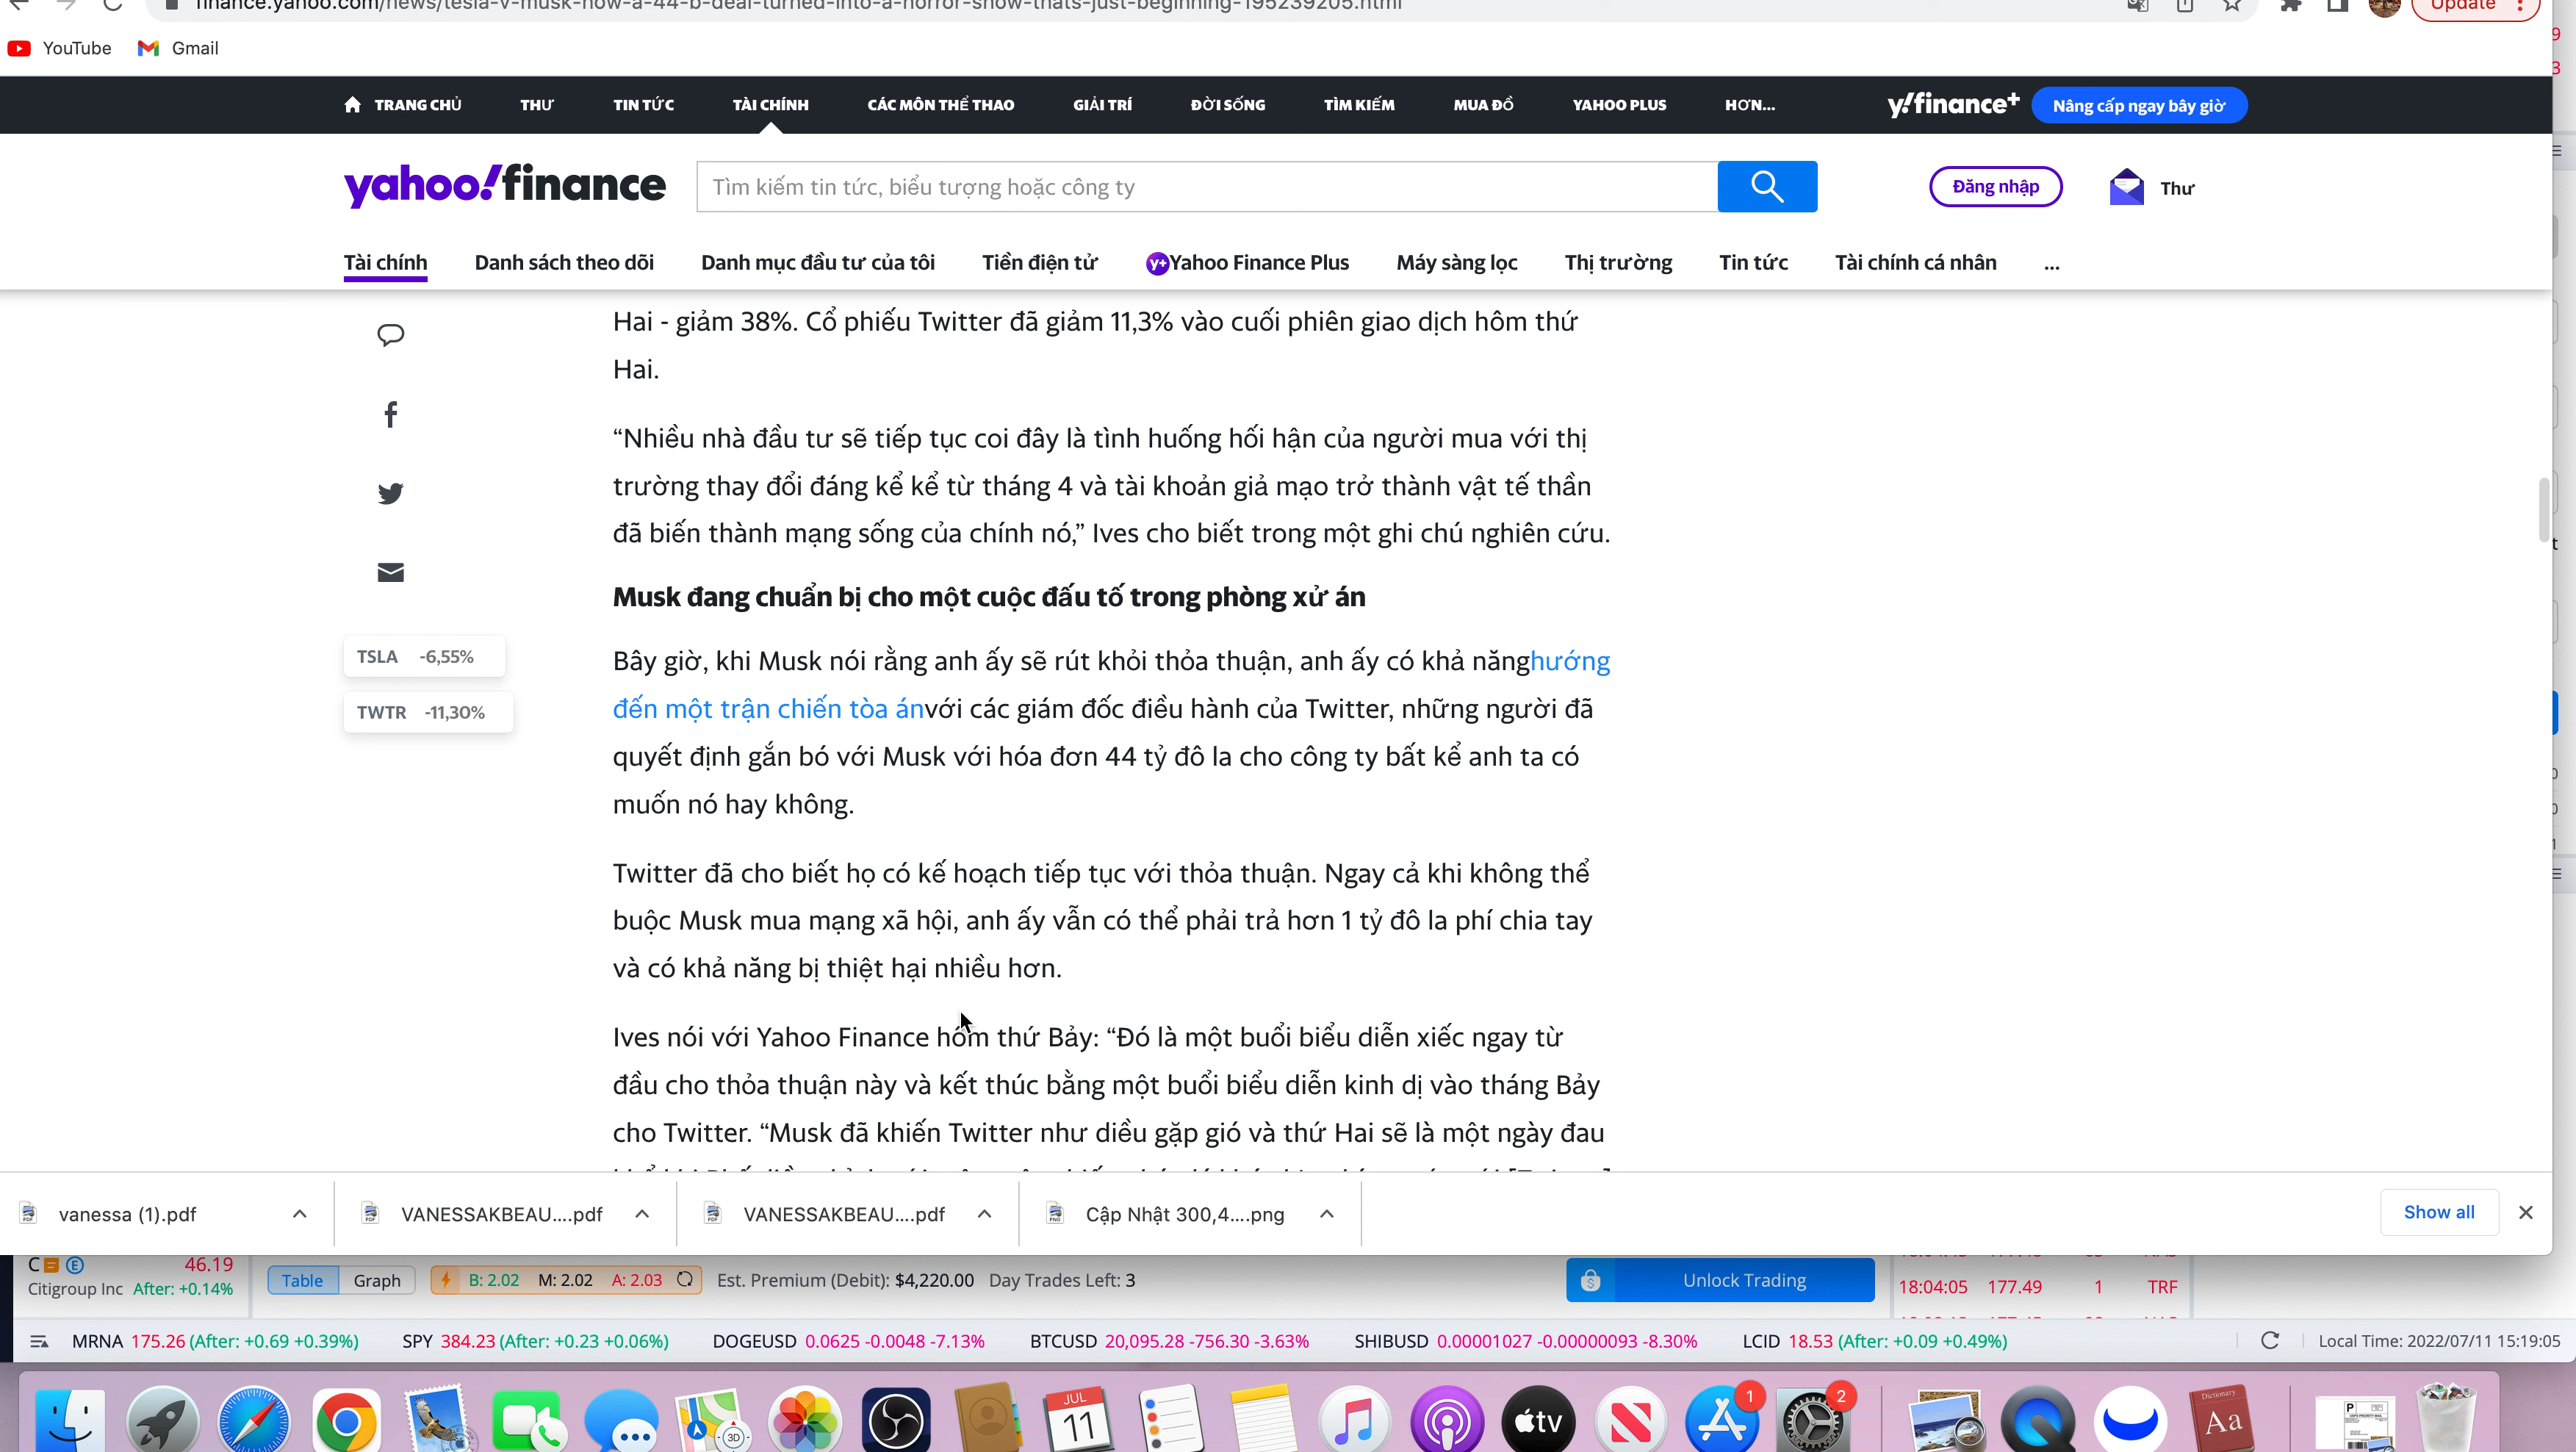 finance.yahoo.com/news/tesla-v-musk-how-a-44-b-deal-turned-into-a-horror-show-thats-just-beginning-195239205.html
Update
YouTube
Gmail
TRANG CHỦ THƯ TIN TỨC TÀI CHÍNH CÁC MÔN THỂ THAO GIẢI TRÍ ĐỜI SỐNG TÌM KIẾM MUA ĐỒ YAHOO PLUS HƠN...
y!finance+
Nâng cấp ngay bây giờ
yahoo!finance
Tìm kiếm tin tức, biểu tượng hoặc công ty
Đăng nhập
Thư
Tài chính Danh sách theo dõi Danh mục đầu tư của tôi Tiền điện tử y+ Yahoo Finance Plus Máy sàng lọc Thị trường Tin tức Tài chính cá nhân ...
Hai - giảm 38%. Cổ phiếu Twitter đã giảm 11,3% vào cuối phiên giao dịch hôm thứ
Hai.
“Nhiều nhà đầu tư sẽ tiếp tục coi đây là tình huống hối hận của người mua với thị
trường thay đổi đáng kể kể từ tháng 4 và tài khoản giả mạo trở thành vật tế thần
đã biến thành mạng sống của chính nó,” Ives cho biết trong một ghi chú nghiên cứu.
Musk đang chuẩn bị cho một cuộc đấu tố trong phòng xử án
TSLA -6,55%
TWTR -11,30%
Bây giờ, khi Musk nói rằng anh ấy sẽ rút khỏi thỏa thuận, anh ấy có khả nănghướng
đến một trận chiến tòa ánvới các giám đốc điều hành của Twitter, những người đã
quyết định gắn bó với Musk với hóa đơn 44 tỷ đô la cho công ty bất kể anh ta có
muốn nó hay không.
Twitter đã cho biết họ có kế hoạch tiếp tục với thỏa thuận. Ngay cả khi không thể
buộc Musk mua mạng xã hội, anh ấy vẫn có thể phải trả hơn 1 tỷ đô la phí chia tay
và có khả năng bị thiệt hại nhiều hơn.
Ives nói với Yahoo Finance hôm thứ Bảy: “Đó là một buổi biểu diễn xiếc ngay từ
đầu cho thỏa thuận này và kết thúc bằng một buổi biểu diễn kinh dị vào tháng Bảy
cho Twitter. “Musk đã khiến Twitter như diều gặp gió và thứ Hai sẽ là một ngày đau
vanessa (1).pdf
VANESSAKBEAU....pdf
VANESSAKBEAU....pdf
Cập Nhật 300,4....png
Show all
C E 46.19
Citigroup Inc After: +0.14%
Table Graph
B: 2.02 M: 2.02 A: 2.03
Est. Premium (Debit): $4,220.00 Day Trades Left: 3
Unlock Trading
18:04:05 177.49 1 TRF
MRNA 175.26 (After: +0.69 +0.39%) SPY 384.23 (After: +0.23 +0.06%) DOGEUSD 0.0625 -0.0048 -7.13% BTCUSD 20,095.28 -756.30 -3.63% SHIBUSD 0.00001027 -0.00000093 -8.30% LCID 18.53 (After: +0.09 +0.49%)
Local Time: 2022/07/11 15:19:05
3D
JUL
11
tv
1
2
Dictionary
Aa
P